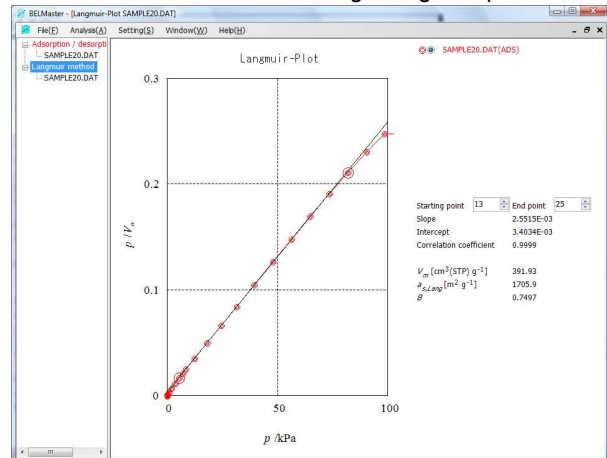 BELMaster - [Langmuir-Plot SAMPLE20.DAT]
File(F) Analysis(A) Setting(S) Window(W) Help(H)
Adsorption / desorpti
SAMPLE20.DAT
Langmuir method
SAMPLE20.DAT
Langmuir-Plot
SAMPLE20.DAT(ADS)
0.3
0.2
0.1
0
p / Va
0 50 100
p /kPa
Starting point 13 End point 25
Slope 2.5515E-03
Intercept 3.4034E-03
Correlation coefficient 0.9999
Vm [cm3(STP) g-1] 391.93
as,Lang [m2 g-1] 1705.9
B 0.7497